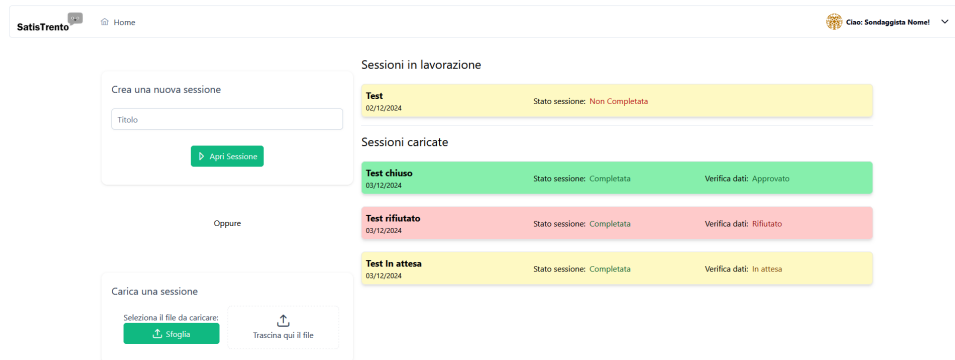 SatisTrento
Home
Ciao: Sondaggista Nome!
Crea una nuova sessione
Titolo
Apri Sessione
Oppure
Carica una sessione
Seleziona il file da caricare:
Sfoglia
Trascina qui il file
Sessioni in lavorazione
Test
02/12/2024
Stato sessione: Non Completata
Sessioni caricate
Test chiuso
03/12/2024
Stato sessione: Completata
Verifica dati: Approvato
Test rifiutato
03/12/2024
Stato sessione: Completata
Verifica dati: Rifiutato
Test In attesa
03/12/2024
Stato sessione: Completata
Verifica dati: In attesa